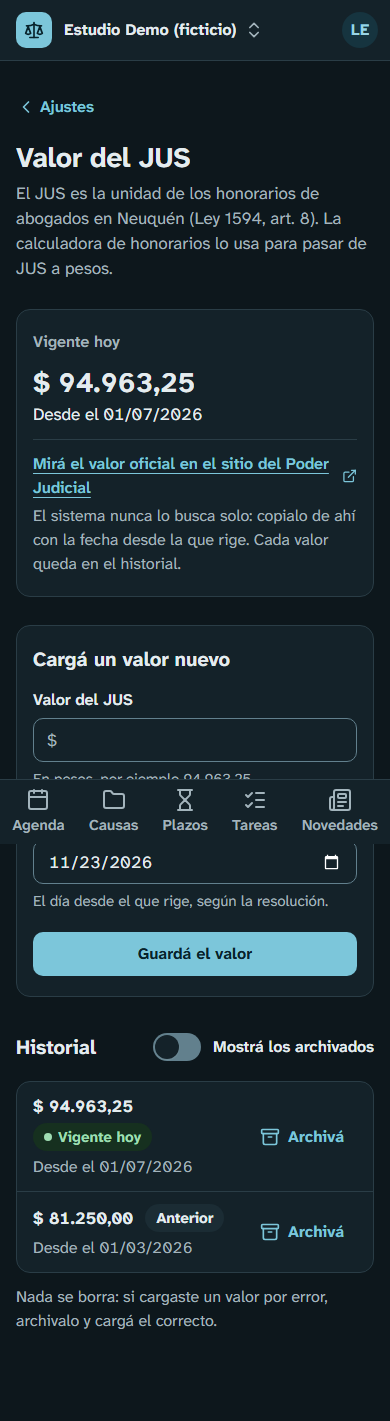 Estudio Demo (ficticio)
LE
Ajustes
Valor del JUS
El JUS es la unidad de los honorarios de
abogados en Neuquén (Ley 1594, art. 8). La
calculadora de honorarios lo usa para pasar de
JUS a pesos.
Vigente hoy
$ 94.963,25
Desde el 01/07/2026
Mirá el valor oficial en el sitio del Poder
Judicial
El sistema nunca lo busca solo: copialo de ahí
con la fecha desde la que rige. Cada valor
queda en el historial.
Cargá un valor nuevo
Valor del JUS
$
En pesos, por ejemplo 94.963,25
Agenda
Causas
Plazos
Tareas
Novedades
11/23/2026
El día desde el que rige, según la resolución.
Guardá el valor
Historial
Mostrá los archivados
$ 94.963,25
Vigente hoy
Archivá
Desde el 01/07/2026
$ 81.250,00 Anterior
Archivá
Desde el 01/03/2026
Nada se borra: si cargaste un valor por error,
archivalo y cargá el correcto.